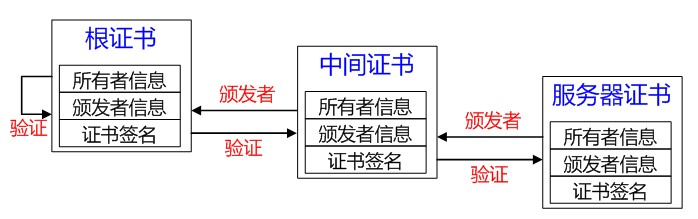 根证书
所有者信息
颁发者信息
证书签名
验证
颁发者
验证
中间证书
所有者信息
颁发者信息
证书签名
颁发者
验证
服务器证书
所有者信息
颁发者信息
证书签名